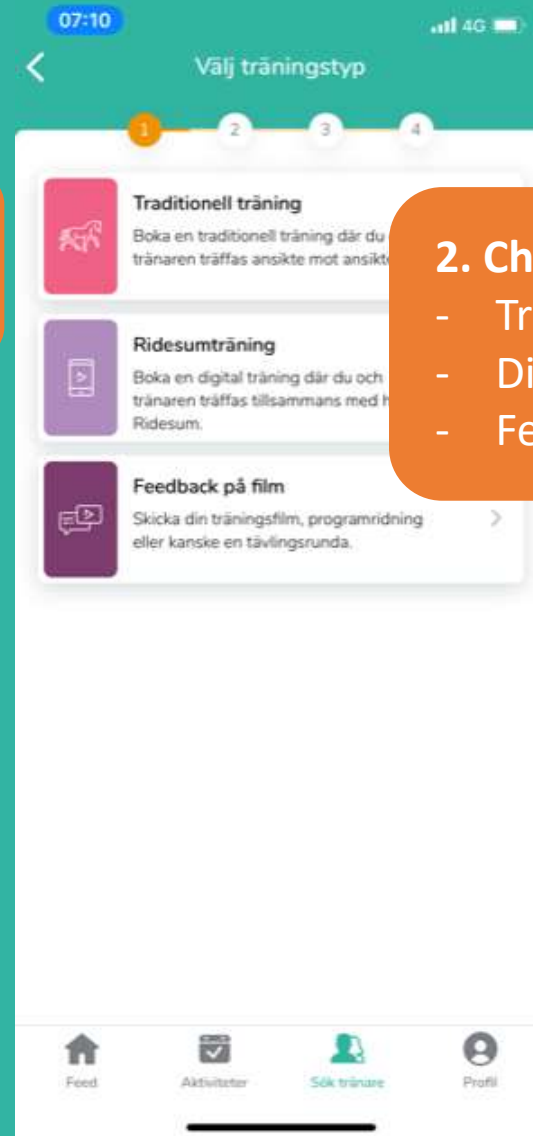 07:10
4G
Välj träningstyp
1 2 3 4
Traditionell träning
Boka en traditionell träning där du
tränaren träffas ansikte mot ansikt
Ridesumträning
Boka en digital träning där du och
tränaren träffas tillsammans med h
Ridesum.
Feedback på film
Skicka din träningsfilm, programridning
eller kanske en tävlingsrunda.
2. Ch
- Tr
- Di
- Fe
Feed
Aktiviteter
Sök tränare
Profil